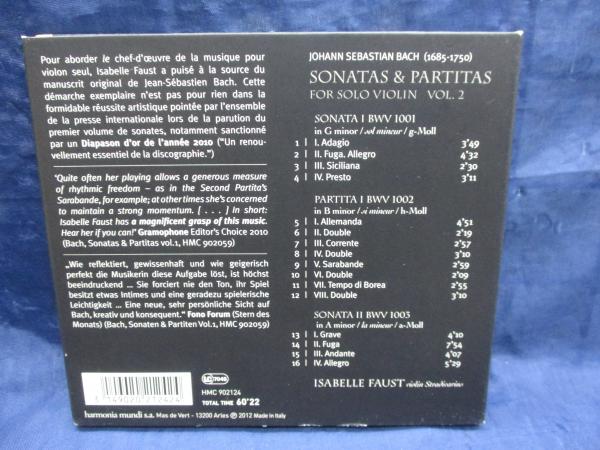 Pour aborder le chef-d'œuvre de la musique pour
violon seul, Isabelle Faust a puisé à la source du
manuscrit original de Jean-Sébastien Bach. Cette
démarche exemplaire n'est pas pour rien dans la
formidable réussite artistique pointée par l'ensemble
de la presse internationale lors de la parution
du premier volume de sonates, notamment sanctionné
par un Diapason d'or de l'année 2010 ("Un renou-
vellement essentiel de la discographie").
"Quite often her playing allows a generous measure
of rhythmic freedom – as in the Second Partita's
Sarabande, for example; at other times she's concerned
to maintain a strong momentum. [. . .] In short:
Isabelle Faust has a magnificent grasp of this music.
Hear her if you can!" Gramophone Editor's Choice 2010
(Bach, Sonatas & Partitas vol.1, HMC 902059)
„Wie reflektiert, gewissenhaft und wie geigerisch
perfekt die Musikerin diese Aufgabe löst, ist höchst
beeindruckend ... Sie forciert nie den Ton, ihr Spiel
besitzt etwas Intimes und eine geradezu spielerische
Leichtigkeit ... Eine neue, sehr persönliche Sicht auf
Bach, kreativ und konsequent." Fono Forum (Stern des
Monats) (Bach, Sonaten & Partiten Vol.1, HMC 902059)
JOHANN SEBASTIAN BACH (1685-1750)
SONATAS & PARTITAS
FOR SOLO VIOLIN VOL. 2
SONATA I BWV 1001
in G minor / sol mineur / g-Moll
1 I. Adagio 3'49
2 II. Fuga. Allegro 4'32
3 III. Siciliana 2'30
4 IV. Presto 3'11
PARTITA I BWV 1002
in B minor / si mineur / h-Moll
5 I. Allemanda 4'51
6 II. Double 2'19
7 III. Corrente 2'57
8 IV. Double 3'10
9 V. Sarabande 2'59
10 VI. Double 2'09
11 VII. Tempo di Borea 2'55
12 VIII. Double 3'10
SONATA II BWV 1003
in A minor / la mineur / a-Moll
13 I. Grave 4'10
14 II. Fuga 7'54
15 III. Andante 4'07
16 IV. Allegro 5'29
ISABELLE FAUST violin Stradivarius
LC 7045
HMC 902124
TOTAL TIME 60'22
3 149020 212424
harmonia mundi s.a. Mas de Vert - 13200 Arles ℗ 2012 Made in Italy